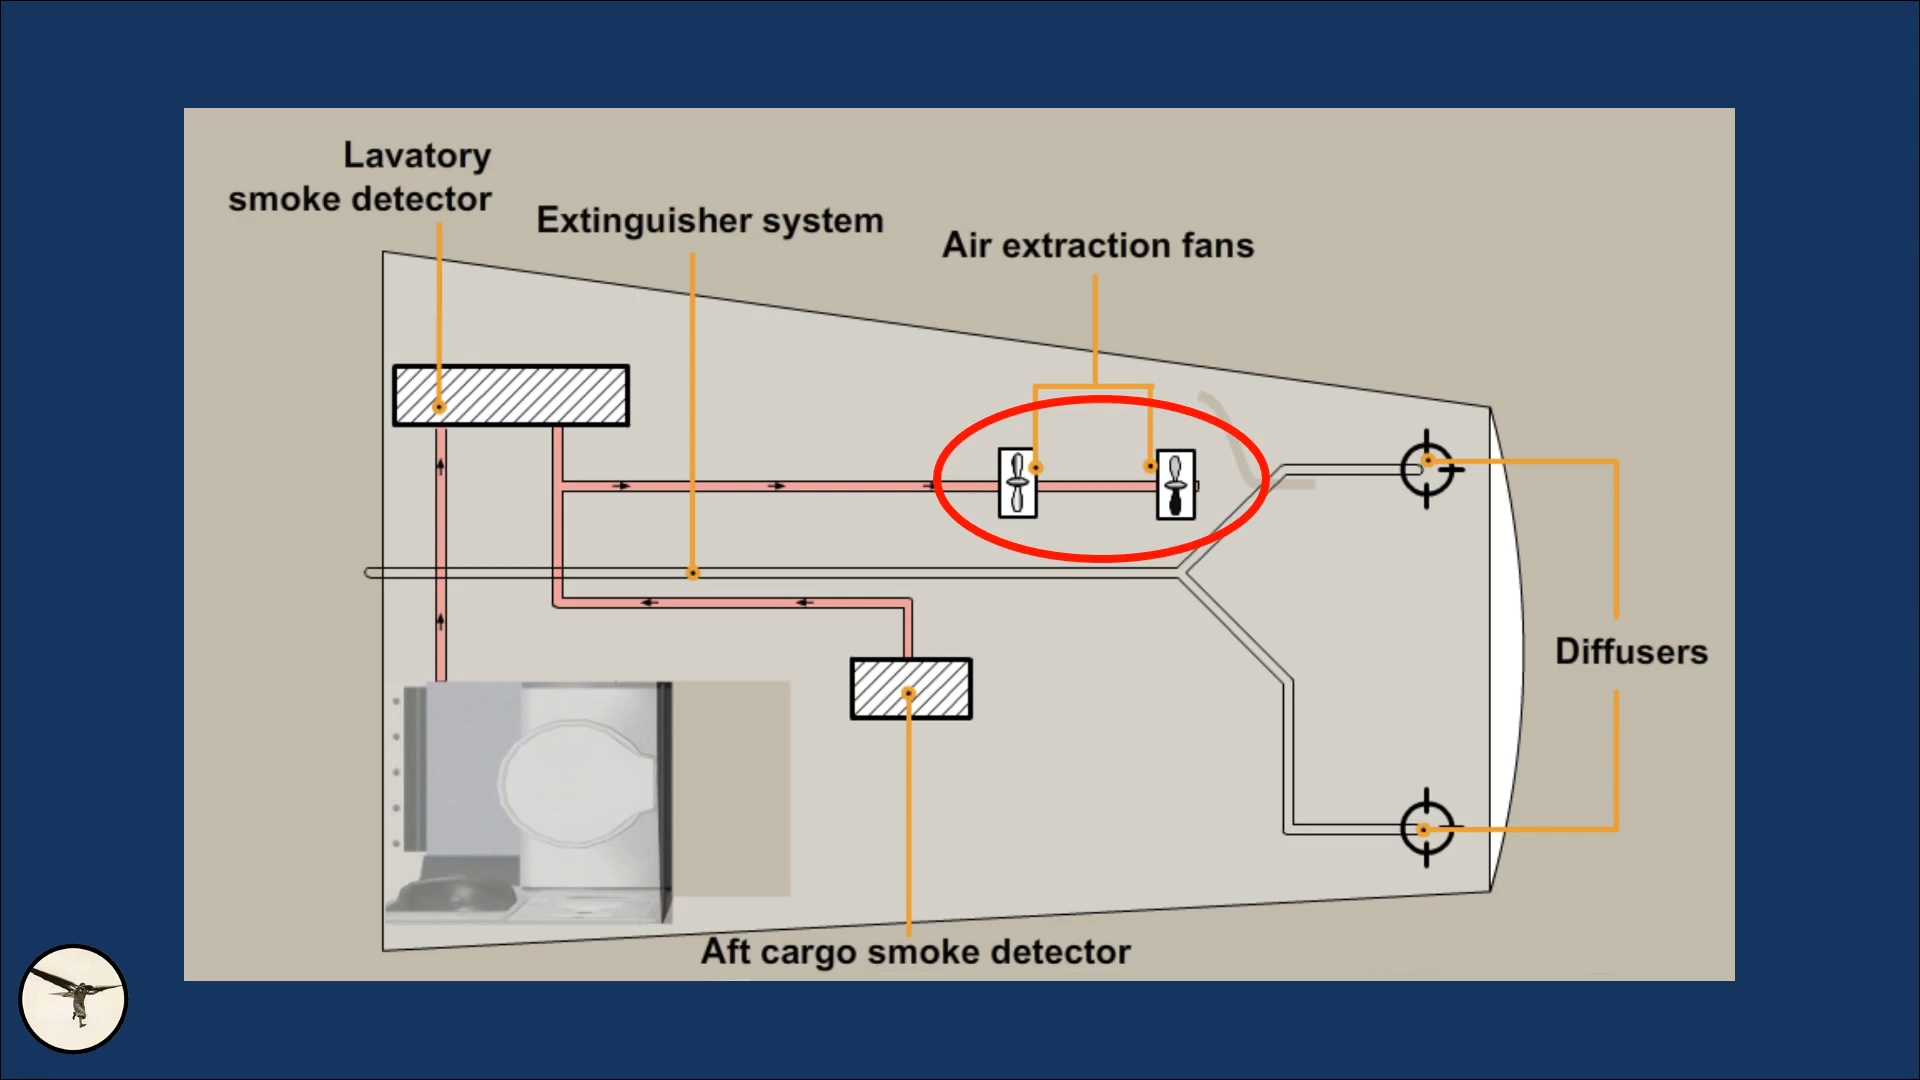 Lavatory
smoke detector
Extinguisher system
Air extraction fans
Diffusers
Aft cargo smoke detector